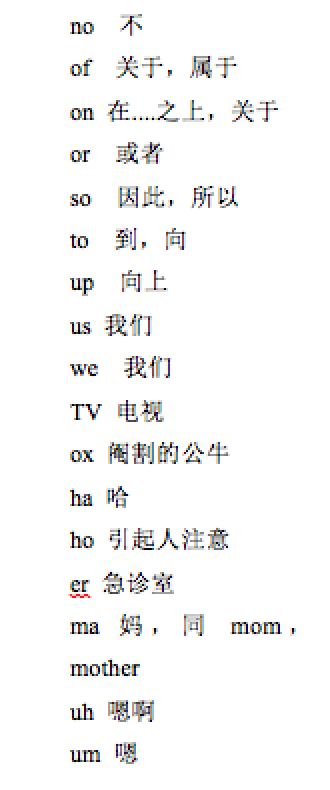 no 不
of 关于，属于
on 在....之上，关于
or 或者
so 因此，所以
to 到，向
up 向上
us 我们
we 我们
TV 电视
ox 阉割的公牛
ha 哈
ho 引起人注意
er 急诊室
ma 妈，同 mom，
mother
uh 嗯啊
um 嗯